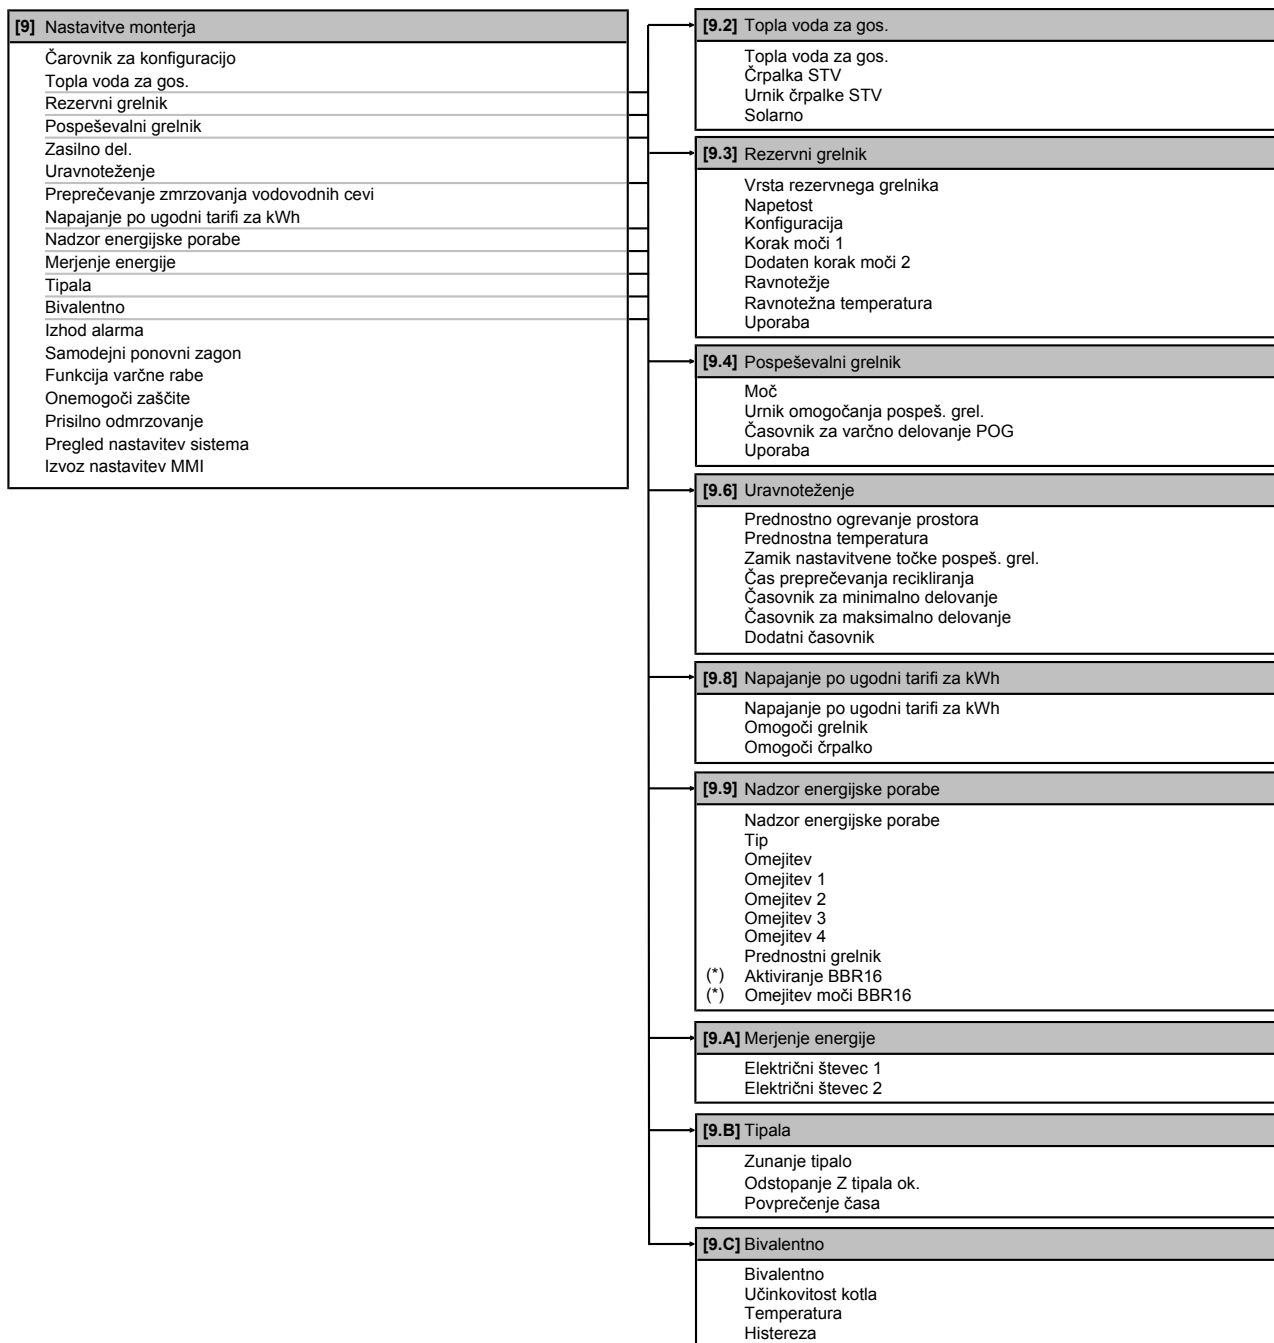 [9] Nastavitve monterja
Čarovnik za konfiguracijo
Topla voda za gos.
Rezervni grelnik
Pospeševalni grelnik
Zasilno del.
Uravnoteženje
Preprečevanje zmrzovanja vodovodnih cevi
Napajanje po ugodni tarifi za kWh
Nadzor energijske porabe
Merjenje energije
Tipala
Bivalentno
Izhod alarma
Samodejni ponovni zagon
Funkcija varčne rabe
Onemogoči zaščite
Prisilno odmrzovanje
Pregled nastavitev sistema
Izvoz nastavitev MMI
[9.2] Topla voda za gos.
Topla voda za gos.
Črpalka STV
Urnik črpalke STV
Solarno
[9.3] Rezervni grelnik
Vrsta rezervnega grelnika
Napetost
Konfiguracija
Korak moči 1
Dodaten korak moči 2
Ravnotežje
Ravnotežna temperatura
Uporaba
[9.4] Pospeševalni grelnik
Moč
Urnik omogočanja pospeš. grel.
Časovnik za varčno delovanje POG
Uporaba
[9.6] Uravnoteženje
Prednostno ogrevanje prostora
Prednostna temperatura
Zamik nastavitvene točke pospeš. grel.
Čas preprečevanja recikliranja
Časovnik za minimalno delovanje
Časovnik za maksimalno delovanje
Dodatni časovnik
[9.8] Napajanje po ugodni tarifi za kWh
Napajanje po ugodni tarifi za kWh
Omogoči grelnik
Omogoči črpalko
[9.9] Nadzor energijske porabe
Nadzor energijske porabe
Tip
Omejitev
Omejitev 1
Omejitev 2
Omejitev 3
Omejitev 4
Prednostni grelnik
(*) Aktiviranje BBR16
(*) Omejitev moči BBR16
[9.A] Merjenje energije
Električni števec 1
Električni števec 2
[9.B] Tipala
Zunanje tipalo
Odstopanje Z tipala ok.
Povprečenje časa
[9.C] Bivalentno
Bivalentno
Učinkovitost kotla
Temperatura
Histereza